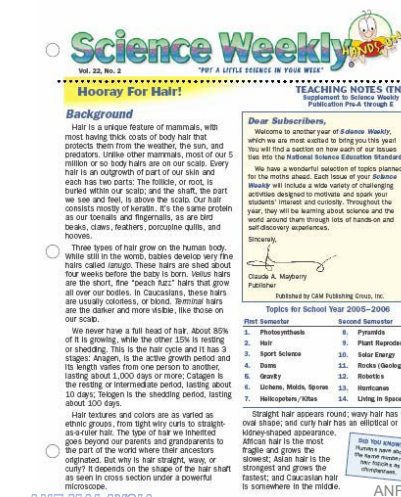 Science Weekly
HANDS
Vol. 22, No. 2
"PUT A LITTLE SCIENCE IN YOUR WEEK"
Hooray For Hair!
Background
Hair is a unique feature of mammals, with
most having thick coats of body hair that
protects them from the weather, the sun, and
predators. Unlike other mammals, most of our 5
million or so body hairs are on our scalp. Every
hair is an outgrowth of part of our skin and
each has two parts: The follicle, or root, is
buried within our scalp; and the shaft, the part
we see and feel, is above the scalp. Our hair
consists mostly of keratin. It's the same protein
as our toenails and fingernails, as are bird
beaks, claws, feathers, porcupine quills, and
hooves.
Three types of hair grow on the human body.
While still in the womb, babies develop very fine
hairs called lanugo. These hairs are shed about
four weeks before the baby is born. Vellus hairs
are the short, fine "peach fuzz" hairs that grow
all over our bodies. In Caucasians, these hairs
are usually colorless, or blond. Terminal hairs
are the darker and more visible, like those on
our scalp.
We never have a full head of hair. About 85%
of it is growing, while the other 15% is resting
or shedding. This is the hair cycle and it has 3
stages: Anagen, is the active growth period and
its length varies from one person to another,
lasting about 1,000 days or more; Catagen is
the resting or intermediate period, lasting about
10 days; Telogen is the shedding period, lasting
about 100 days.
Hair textures and colors are as varied as
ethnic groups, from tight wiry curls to straight-
as-a-ruler hair. The type of hair we inherited
goes beyond our parents and grandparents to
the part of the world where their ancestors
originated. But why is hair straight, wavy, or
curly? It depends on the shape of the hair shaft
as seen in cross section under a powerful
microscope.
TEACHING NOTES (TN
Supplement to Science Weekly
Publication Pre-A through E
Dear Subscribers,
Welcome to another year of Science Weekly,
which we are most excited to bring you this year!
You will find a section on how each of our issues
ties into the National Science Education Standard
We have a wonderful selection of topics planned
for the moths ahead. Each issue of your Science
Weekly will include a wide variety of challenging
activities designed to motivate and spark your
students' interest and curiosity. Throughout the
year, they will be learning about science and the
world around them through lots of hands-on and
self-discovery experiences.
Sincerely,
Claude A. Mayberry
Publisher
Published by CAM Publishing Group, Inc.
Topics for School Year 2005–2006
First Semester
1. Photosynthesis
2. Hair
3. Sport Science
4. Dams
5. Gravity
6. Lichens, Molds, Spores
7. Helicopters/Kites
Second Semester
8. Pyramids
9. Plant Reprodu
10. Solar Energy
11. Rocks (Geolog
12. Robotics
13. Hurricanes
14. Living in Space
Straight hair appears round; wavy hair has
oval shape; and curly hair has an elliptical or
kidney-shaped appearance.
African hair is the most
fragile and grows the
slowest; Asian hair is the
strongest and grows the
fastest; and Caucasian hair
is somewhere in the middle.
DID YOU KNOW
Humans have ab
the same number
hair follicles as
chimpanzees.